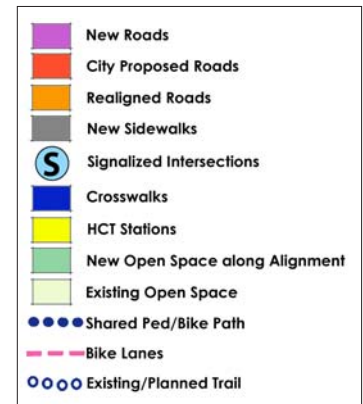 New Roads
City Proposed Roads
Realigned Roads
New Sidewalks
S Signalized Intersections
Crosswalks
HCT Stations
New Open Space along Alignment
Existing Open Space
Shared Ped/Bike Path
Bike Lanes
Existing/Planned Trail